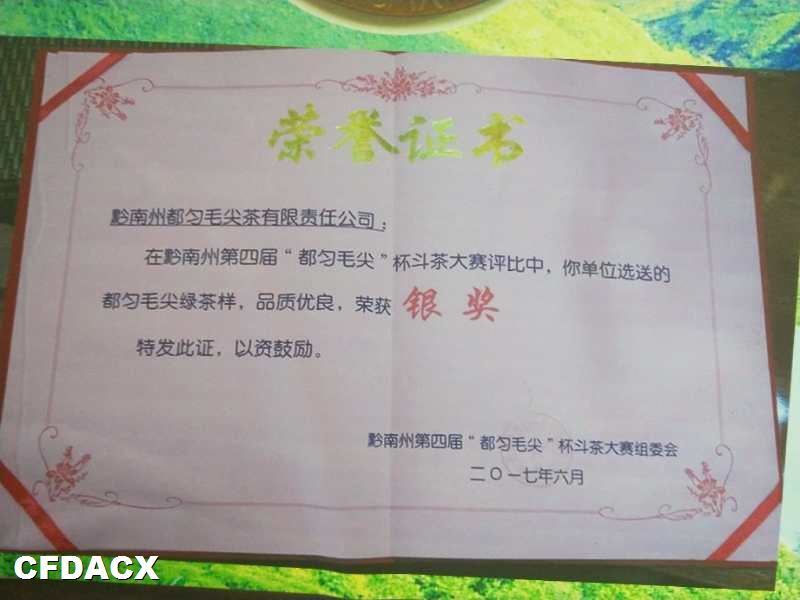 荣誉证书
黔南州都匀毛尖茶有限责任公司：
在黔南州第四届“都匀毛尖”杯斗茶大赛评比中，你单位选送的
都匀毛尖绿茶样，品质优良，荣获 银奖
特发此证，以资鼓励。
黔南州第四届“都匀毛尖”杯斗茶大赛组委会
二〇一七年六月
CFDACX